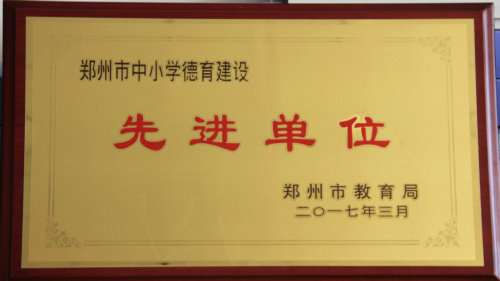 郑州市中小学德育建设
先进单位
郑州市教育局
二〇一七年三月